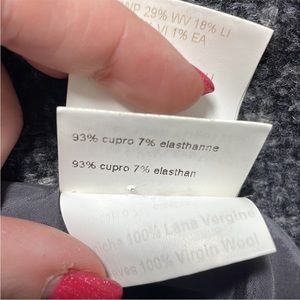 WP 29% WV 18% LI
VI 1% EA
93% cupro 7% elasthanne
93% cupro 7% elasthan
100% Lana Vergine
100% Virgin Wool